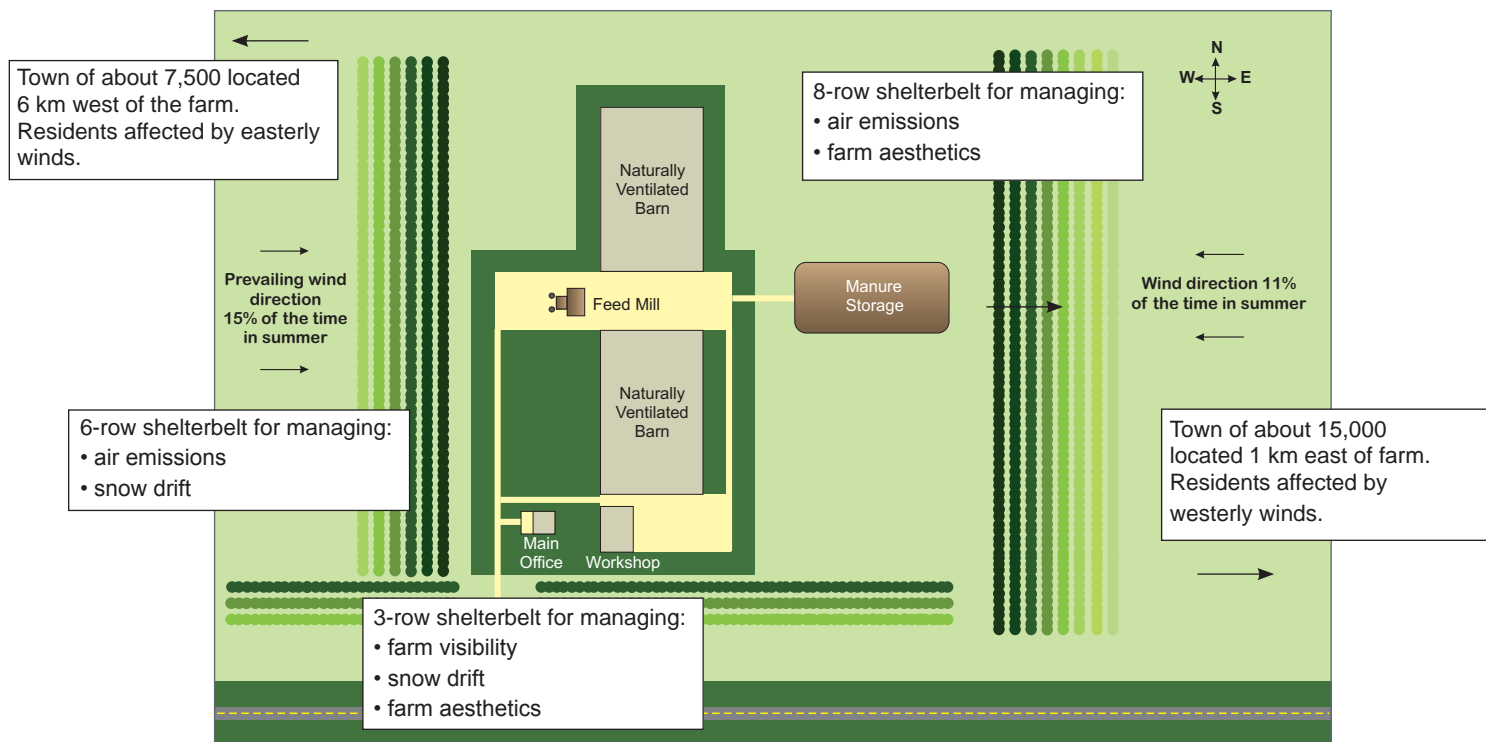 Town of about 7,500 located
6 km west of the farm.
Residents affected by easterly
winds.
8-row shelterbelt for managing:
• air emissions
• farm aesthetics
N
W
E
S
Naturally
Ventilated
Barn
Prevailing wind
direction
15% of the time
in summer
Feed Mill
Manure
Storage
Wind direction 11%
of the time in summer
Naturally
Ventilated
Barn
6-row shelterbelt for managing:
• air emissions
• snow drift
Town of about 15,000
located 1 km east of farm.
Residents affected by
westerly winds.
Main
Office
Workshop
3-row shelterbelt for managing:
• farm visibility
• snow drift
• farm aesthetics